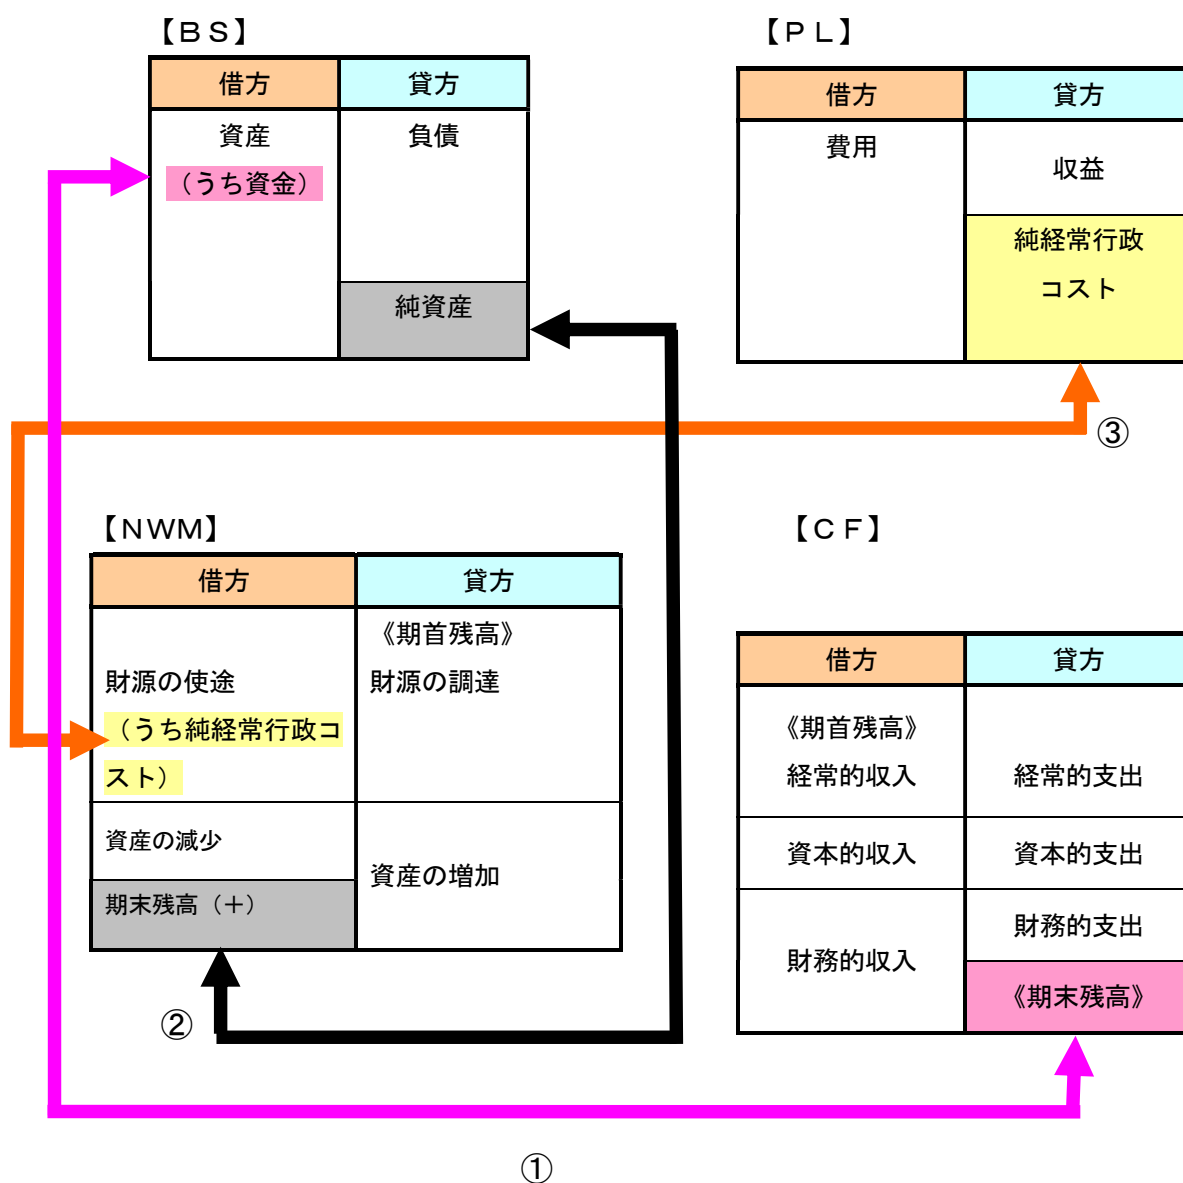 【ＢＳ】
借方 貸方
資産 負債
（うち資金）
純資産
【ＰＬ】
借方 貸方
費用
収益
純経常行政
コスト
③
【ＮＷＭ】
借方 貸方
《期首残高》
財源の使途 財源の調達
（うち純経常行政コ
スト）
資産の減少
資産の増加
期末残高（＋）
②
【ＣＦ】
借方 貸方
《期首残高》
経常的収入 経常的支出
資本的収入 資本的支出
財務的支出
財務的収入
《期末残高》
①